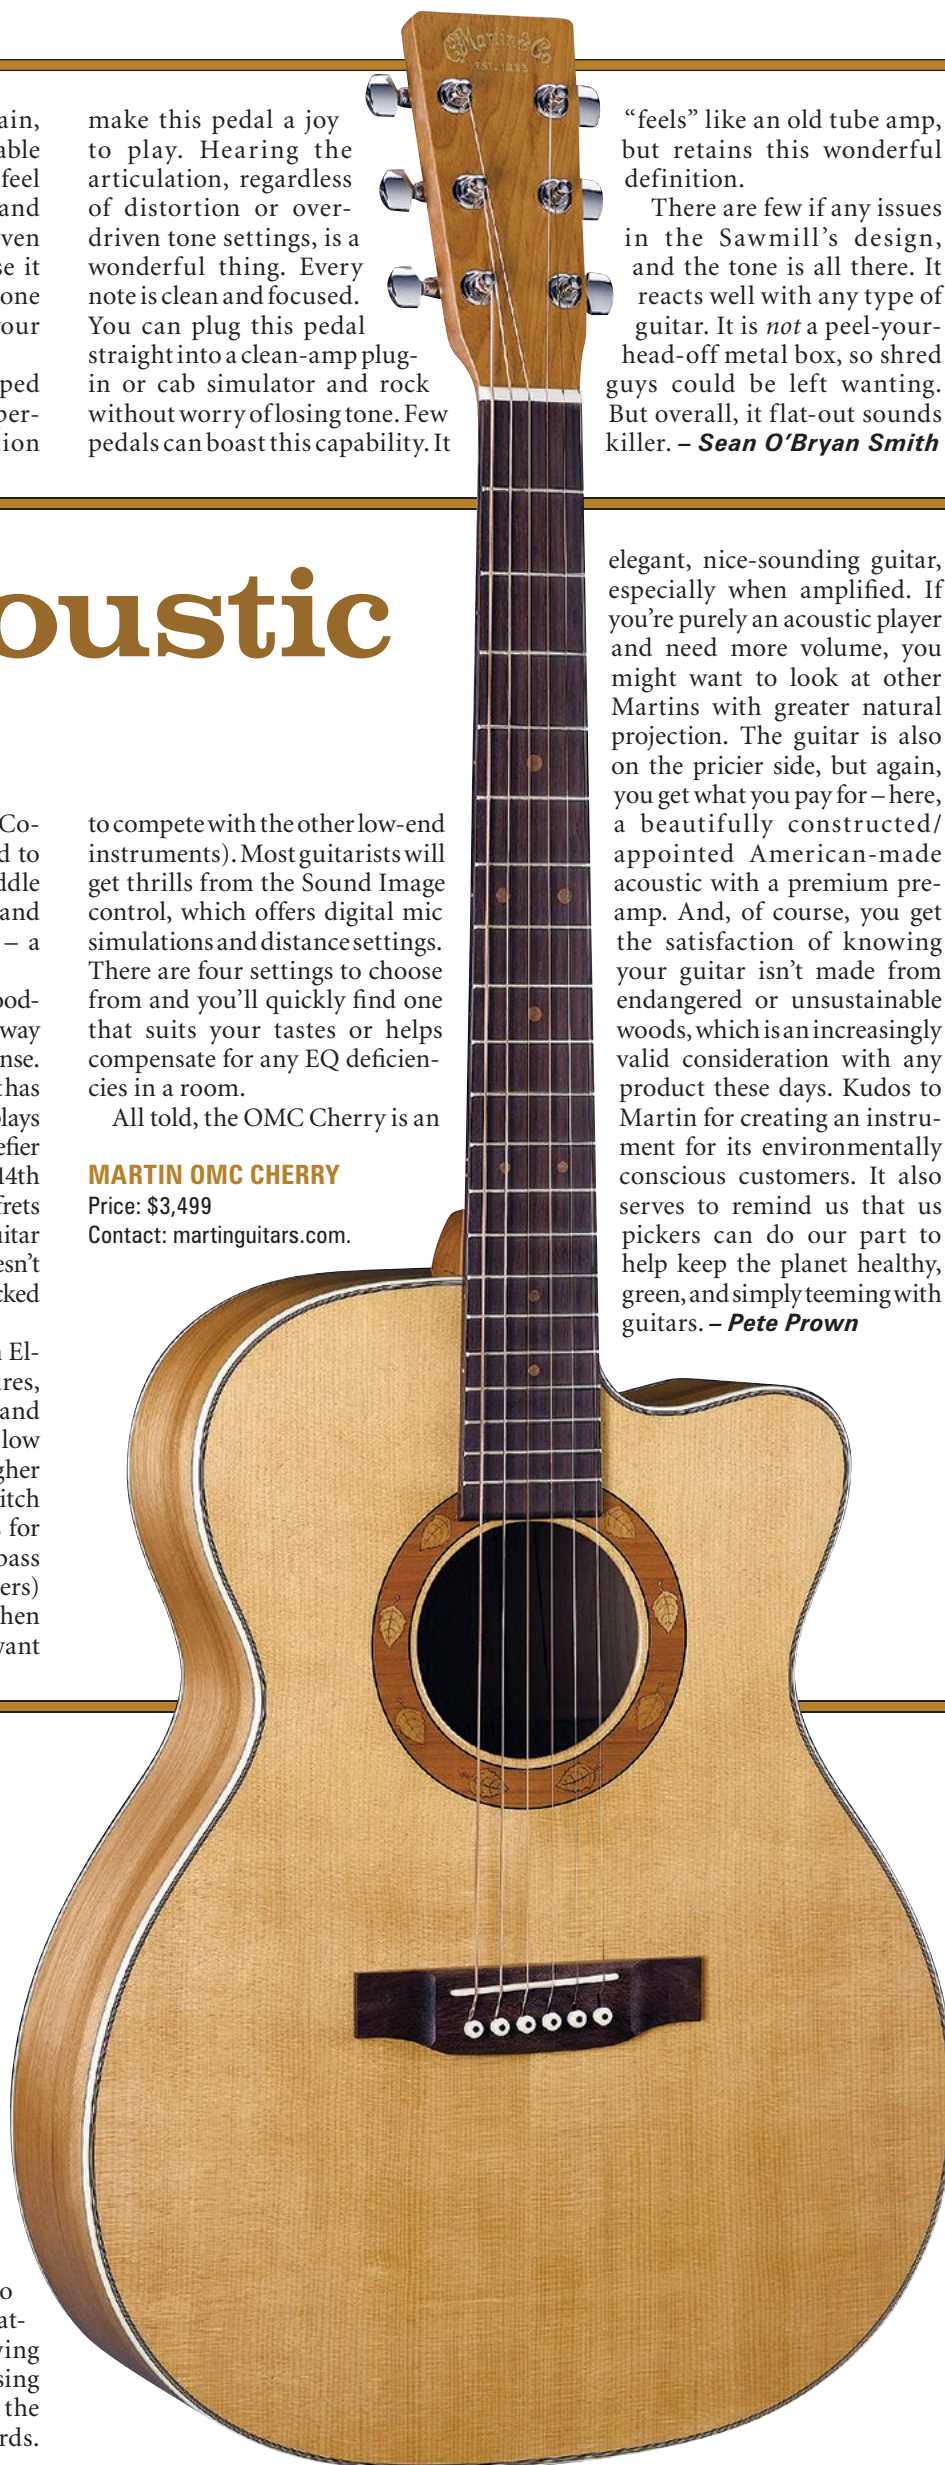 ain,
able
feel
and
ven
se it
one
your
ped
per-
ion
make this pedal a joy
to play. Hearing the
articulation, regardless
of distortion or over-
driven tone settings, is a
wonderful thing. Every
note is clean and focused.
You can plug this pedal
straight into a clean-amp plug-
in or cab simulator and rock
without worry of losing tone. Few
pedals can boast this capability. It
“feels” like an old tube amp,
but retains this wonderful
definition.
There are few if any issues
in the Sawmill’s design,
and the tone is all there. It
reacts well with any type of
guitar. It is not a peel-your-
head-off metal box, so shred
guys could be left wanting.
But overall, it flat-out sounds
killer. – Sean O’Bryan Smith
Martin & Co
EST. 1833
oustic
Co-
d to
ddle
and
– a
ood-
way
nse.
has
plays
efier
14th
frets
uitar
esn’t
cked
El-
res,
and
low
gher
itch
for
bass
ers)
hen
want
to compete with the other low-end
instruments). Most guitarists will
get thrills from the Sound Image
control, which offers digital mic
simulations and distance settings.
There are four settings to choose
from and you’ll quickly find one
that suits your tastes or helps
compensate for any EQ deficien-
cies in a room.
All told, the OMC Cherry is an
MARTIN OMC CHERRY
Price: $3,499
Contact: martinguitars.com.
elegant, nice-sounding guitar,
especially when amplified. If
you’re purely an acoustic player
and need more volume, you
might want to look at other
Martins with greater natural
projection. The guitar is also
on the pricier side, but again,
you get what you pay for – here,
a beautifully constructed/
appointed American-made
acoustic with a premium pre-
amp. And, of course, you get
the satisfaction of knowing
your guitar isn’t made from
endangered or unsustainable
woods, which is an increasingly
valid consideration with any
product these days. Kudos to
Martin for creating an instru-
ment for its environmentally
conscious customers. It also
serves to remind us that us
pickers can do our part to
help keep the planet healthy,
green, and simply teeming with
guitars. – Pete Prown
o
at-
ving
sing
the
rds.